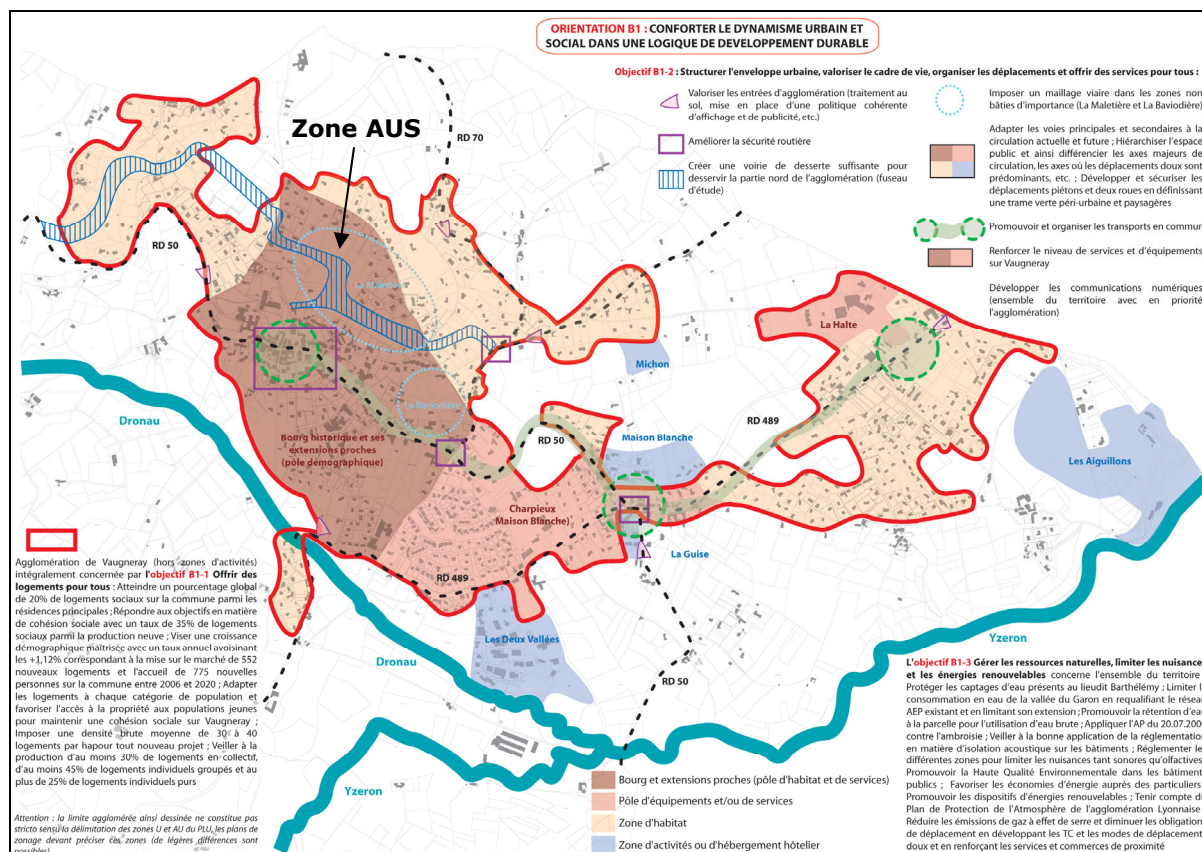 ORIENTATION B1 : CONFORTER LE DYNAMISME URBAIN ET
SOCIAL DANS UNE LOGIQUE DE DEVELOPPEMENT DURABLE
Objectif B1-2 : Structurer l'enveloppe urbaine, valoriser le cadre de vie, organiser les déplacements et offrir des services pour tous :
Valoriser les entrées d'agglomération (traitement au
sol, mise en place d'une politique cohérente
d'affichage et de publicité, etc.)
Améliorer la sécurité routière
Créer une voirie de desserte suffisante pour
desservir la partie nord de l'agglomération (fuseau
d'étude)
Imposer un maillage viaire dans les zones non
bâties d'importance (La Maletière et La Baviodière)
Adapter les voies principales et secondaires à la
circulation actuelle et future ; Hiérarchiser l'espace
public et ainsi différencier les axes majeurs de
circulation, les axes où les déplacements doux sont
prédominants, etc. ; Développer et sécuriser les
déplacements piétons et deux roues en définissant
une trame verte péri-urbaine et paysagères
Promouvoir et organiser les transports en commun
Renforcer le niveau de services et d'équipements
sur Vaugneray
Développer les communications numériques
(ensemble du territoire avec en priorité
l'agglomération)
Zone AUS
RD 70
RD 50
La Maletière
La Halte
Michon
La Baviodière
Dronau
RD 50
Maison Blanche
RD 489
Bourg historique et ses
extensions proches
(pôle démographique)
Les Aiguillons
Charpieux
Maison Blanche)
La Guise
RD 489
Les Deux Vallées
Dronau
Yzeron
RD 50
Yzeron
Agglomération de Vaugneray (hors zones d'activités)
intégralement concernée par l'objectif B1-1 Offrir des
logements pour tous : Atteindre un pourcentage global
de 20% de logements sociaux sur la commune parmi les
résidences principales ; Répondre aux objectifs en matière
de cohésion sociale avec un taux de 35% de logements
sociaux parmi la production neuve ; Viser une croissance
démographique maîtrisée avec un taux annuel avoisinant
les +1,12% correspondant à la mise sur le marché de 552
nouveaux logements et l'accueil de 775 nouvelles
personnes sur la commune entre 2006 et 2020 ; Adapter
les logements à chaque catégorie de population et
favoriser l'accès à la propriété aux populations jeunes
pour maintenir une cohésion sociale sur Vaugneray ;
Imposer une densité brute moyenne de 30 à 40
logements par hapour tout nouveau projet ; Veiller à la
production d'au moins 30% de logements en collectif,
d'au moins 45% de logements individuels groupés et au
plus de 25% de logements individuels purs
Attention : la limite agglomérée ainsi dessinée ne constitue pas
stricto sensu la délimitation des zones U et AU du PLU, les plans de
zonage devant préciser ces zones (de légères différences sont
possibles)
Bourg et extensions proches (pôle d'habitat et de services)
Pôle d'équipements et/ou de services
Zone d'habitat
Zone d'activités ou d'hébergement hôtelier
L'objectif B1-3 Gérer les ressources naturelles, limiter les nuisance
et les énergies renouvelables concerne l'ensemble du territoire
Protéger les captages d'eau présents au lieudit Barthélémy ; Limiter l
consommation en eau de la vallée du Garon en requalifiant le résea
AEP existant et en limitant son extension ; Promouvoir la rétention d'ea
à la parcelle pour l'utilisation d'eau brute ; Appliquer l'AP du 20.07.200
contre l'ambroisie ; Veiller à la bonne application de la réglementatio
en matière d'isolation acoustique sur les bâtiments ; Réglementer le
différentes zones pour limiter les nuisances tant sonores qu'olfactives
Promouvoir la Haute Qualité Environnementale dans les bâtiment
publics ; Favoriser les économies d'énergie auprès des particuliers
Promouvoir les dispositifs d'énergies renouvelables ; Tenir compte du
Plan de Protection de l'Atmosphère de l'agglomération Lyonnaise
Réduire les émissions de gaz à effet de serre et diminuer les obligation
de déplacement en développant les TC et les modes de déplacement
doux et en renforçant les services et commerces de proximité